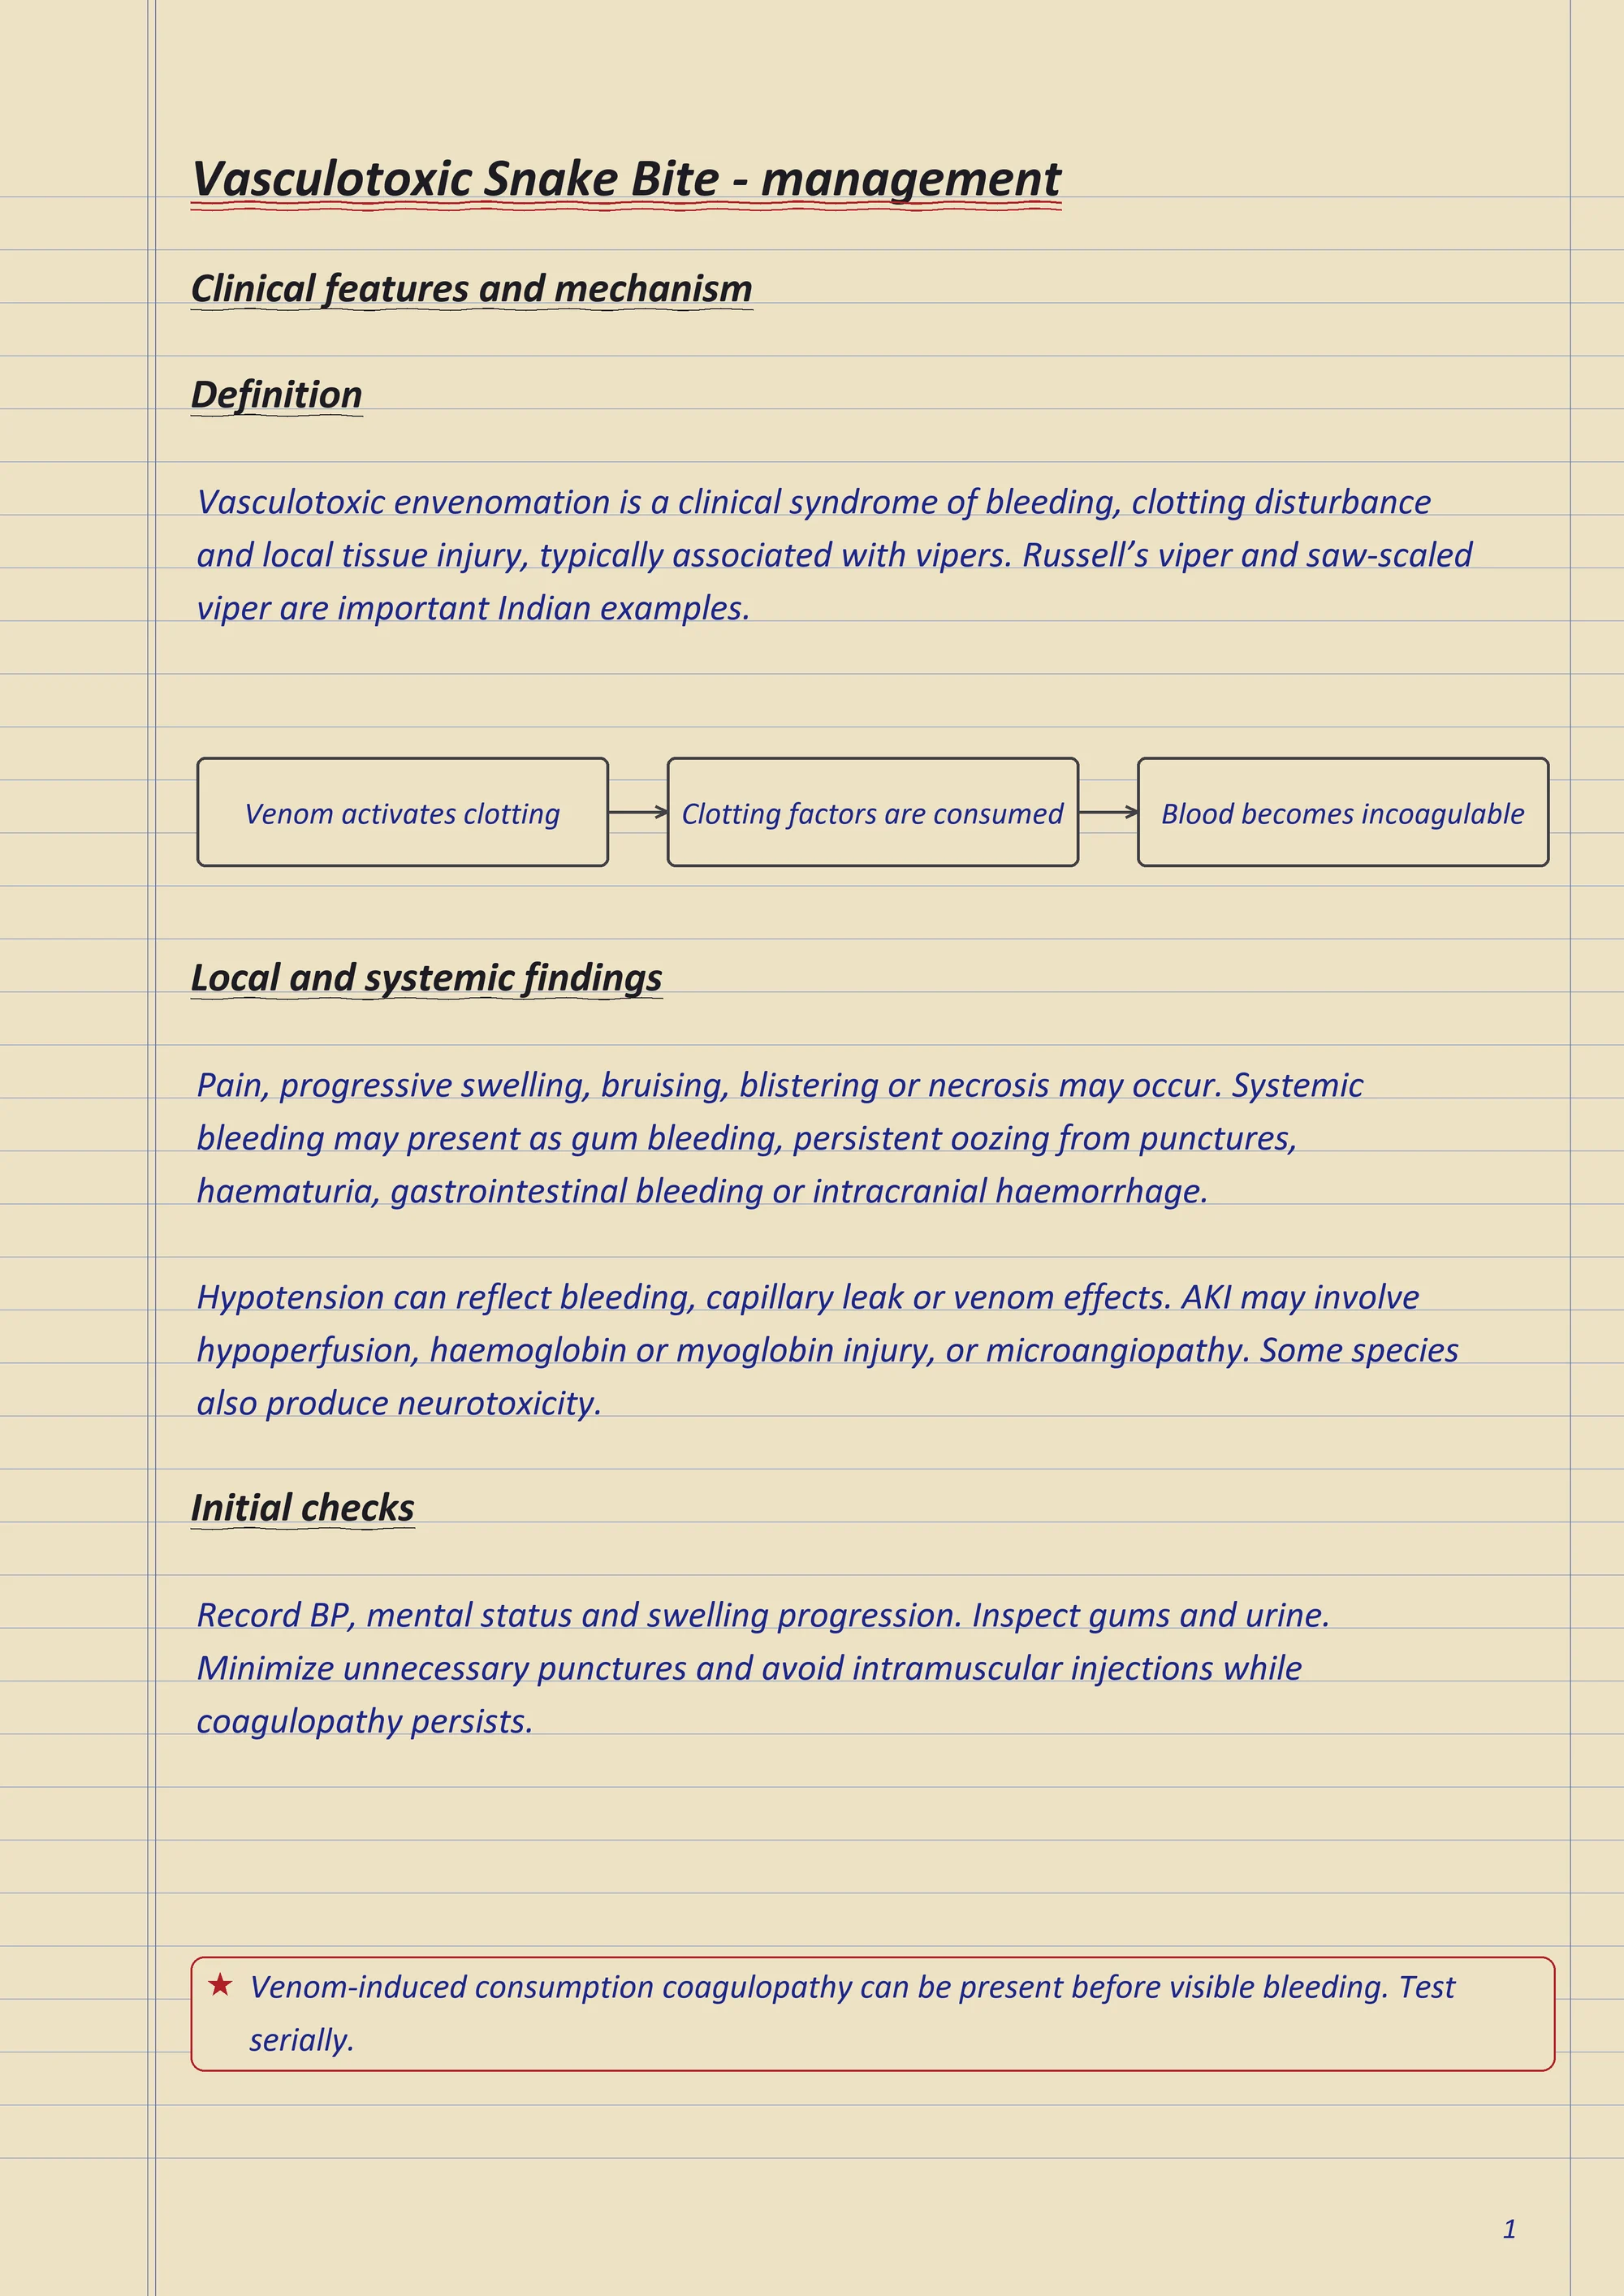 Vasculotoxic Snake Bite - management
Clinical features and mechanism
Definition
Vasculotoxic envenomation is a clinical syndrome of bleeding, clotting disturbance
and local tissue injury, typically associated with vipers. Russell’s viper and saw-scaled
viper are important Indian examples.
Venom activates clotting
Clotting factors are consumed
Blood becomes incoagulable
Local and systemic findings
Pain, progressive swelling, bruising, blistering or necrosis may occur. Systemic
bleeding may present as gum bleeding, persistent oozing from punctures,
haematuria, gastrointestinal bleeding or intracranial haemorrhage.
Hypotension can reflect bleeding, capillary leak or venom effects. AKI may involve
hypoperfusion, haemoglobin or myoglobin injury, or microangiopathy. Some species
also produce neurotoxicity.
Initial checks
Record BP, mental status and swelling progression. Inspect gums and urine.
Minimize unnecessary punctures and avoid intramuscular injections while
coagulopathy persists.
★ Venom-induced consumption coagulopathy can be present before visible bleeding. Test
serially.
1